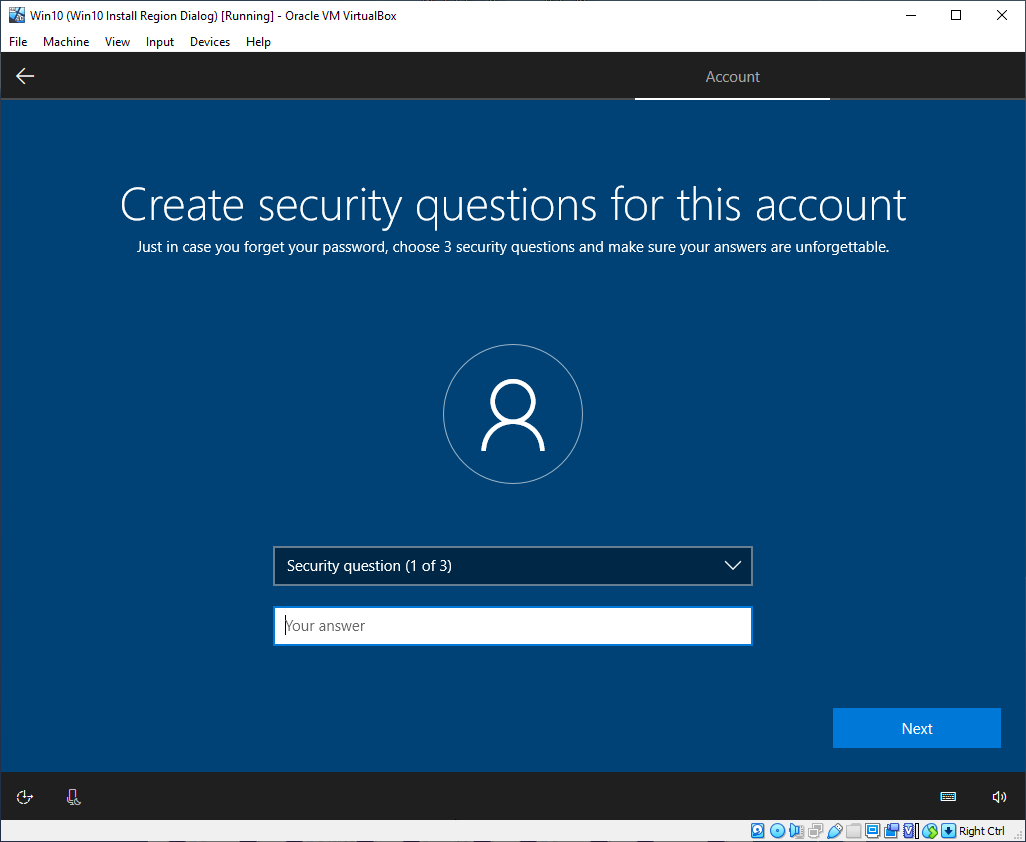 Win10 (Win10 Install Region Dialog) [Running] - Oracle VM VirtualBox
File Machine View Input Devices Help
Account
Create security questions for this account
Just in case you forget your password, choose 3 security questions and make sure your answers are unforgettable.
Security question (1 of 3)
Your answer
Next
Right Ctrl